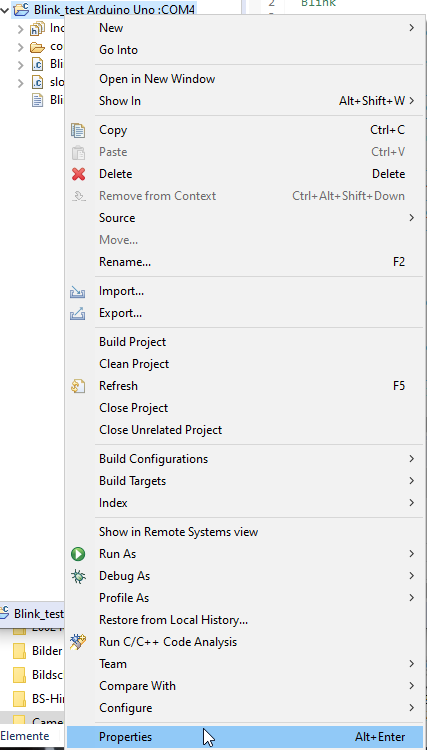 Blink_test Arduino Uno :COM4
2
Blink
Inc
co
Bli
slo
Bli
New
Go Into
Open in New Window
Show In Alt+Shift+W
Copy Ctrl+C
Paste Ctrl+V
Delete Delete
Remove from Context Ctrl+Alt+Shift+Down
Source
Move...
Rename... F2
Import...
Export...
Build Project
Clean Project
Refresh F5
Close Project
Close Unrelated Project
Build Configurations
Build Targets
Index
Show in Remote Systems view
Run As
Debug As
Profile As
Restore from Local History...
Run C/C++ Code Analysis
Team
Compare With
Configure
Properties Alt+Enter
Blink_test
Bilder
Bildsc
BS-Hin
Came
Elemente